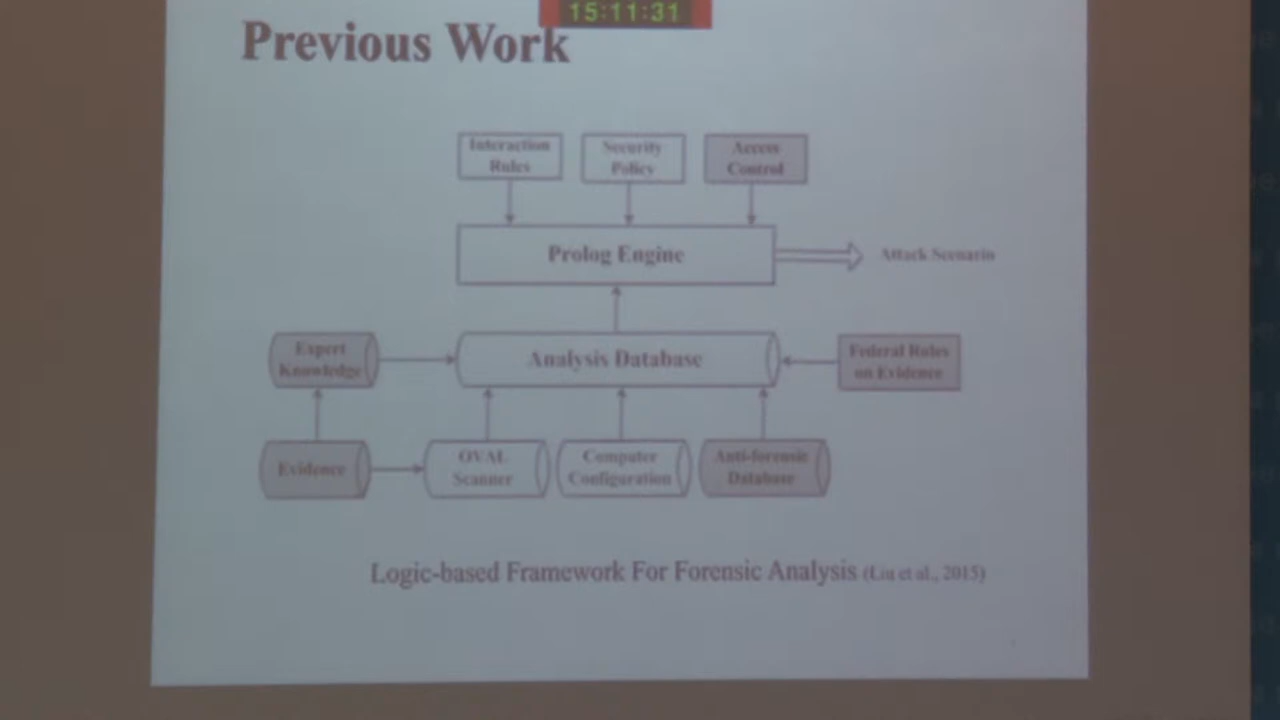 15:11:31
Previous Work
Interaction
Rules
Security
Policy
Access
Control
Prolog Engine
Attack Scenario
Expert
Knowledge
Analysis Database
Federal Rules
on Evidence
Evidence
OVAL
Scanner
Computer
Configuration
Anti-forensic
Database
Logic-based Framework For Forensic Analysis (Liu et al., 2015)